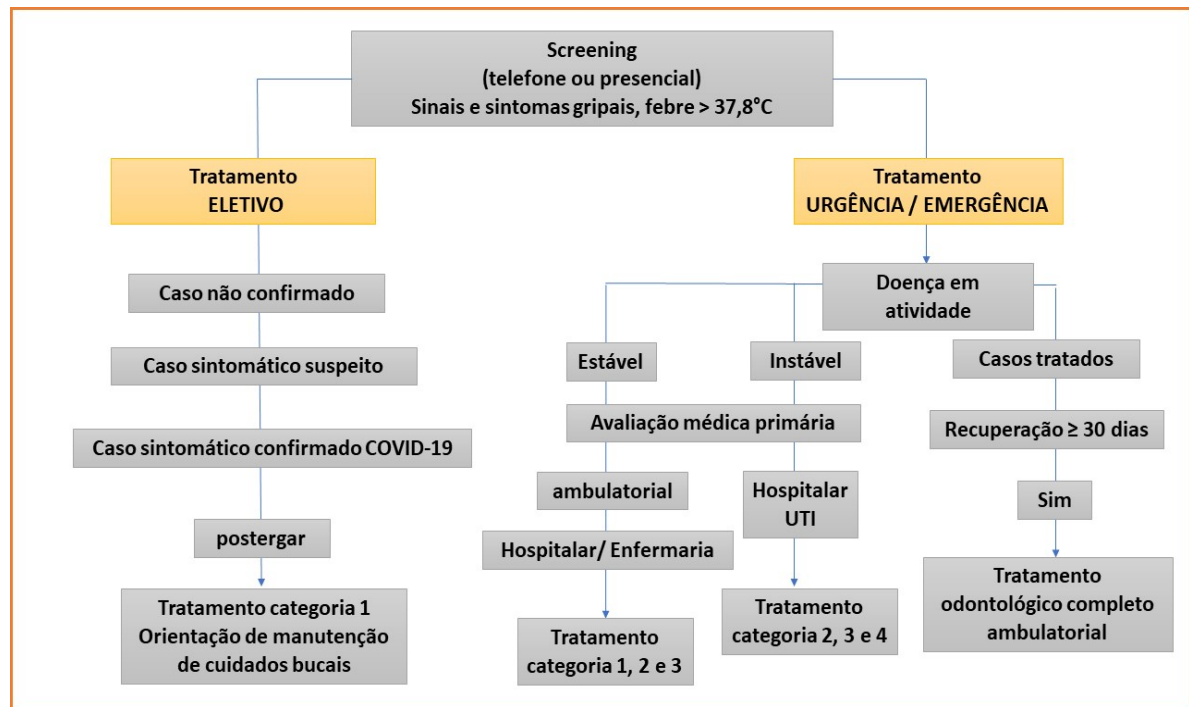 Screening
(telefone ou presencial)
Sinais e sintomas gripais, febre > 37,8°C
Tratamento
ELETIVO
Tratamento
URGÊNCIA / EMERGÊNCIA
Caso não confirmado
Caso sintomático suspeito
Caso sintomático confirmado COVID-19
postergar
Tratamento categoria 1
Orientação de manutenção
de cuidados bucais
Doença em
atividade
Estável
Instável
Casos tratados
Avaliação médica primária
Recuperação ≥ 30 dias
ambulatorial
Hospitalar
UTI
Sim
Hospitalar/ Enfermaria
Tratamento
categoria 1, 2 e 3
Tratamento
categoria 2, 3 e 4
Tratamento
odontológico completo
ambulatorial